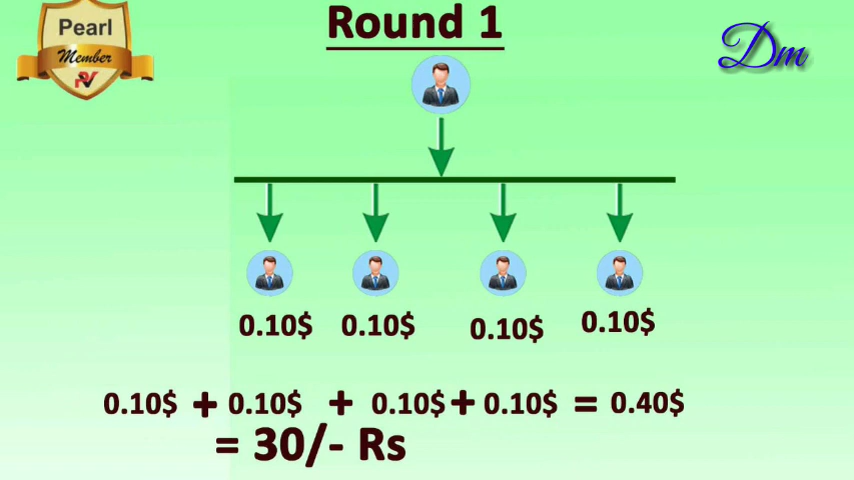 Round 1
Pearl
Member
Dm
0.10$ 0.10$ 0.10$ 0.10$
0.10$ + 0.10$ + 0.10$ + 0.10$ = 0.40$
= 30/- Rs